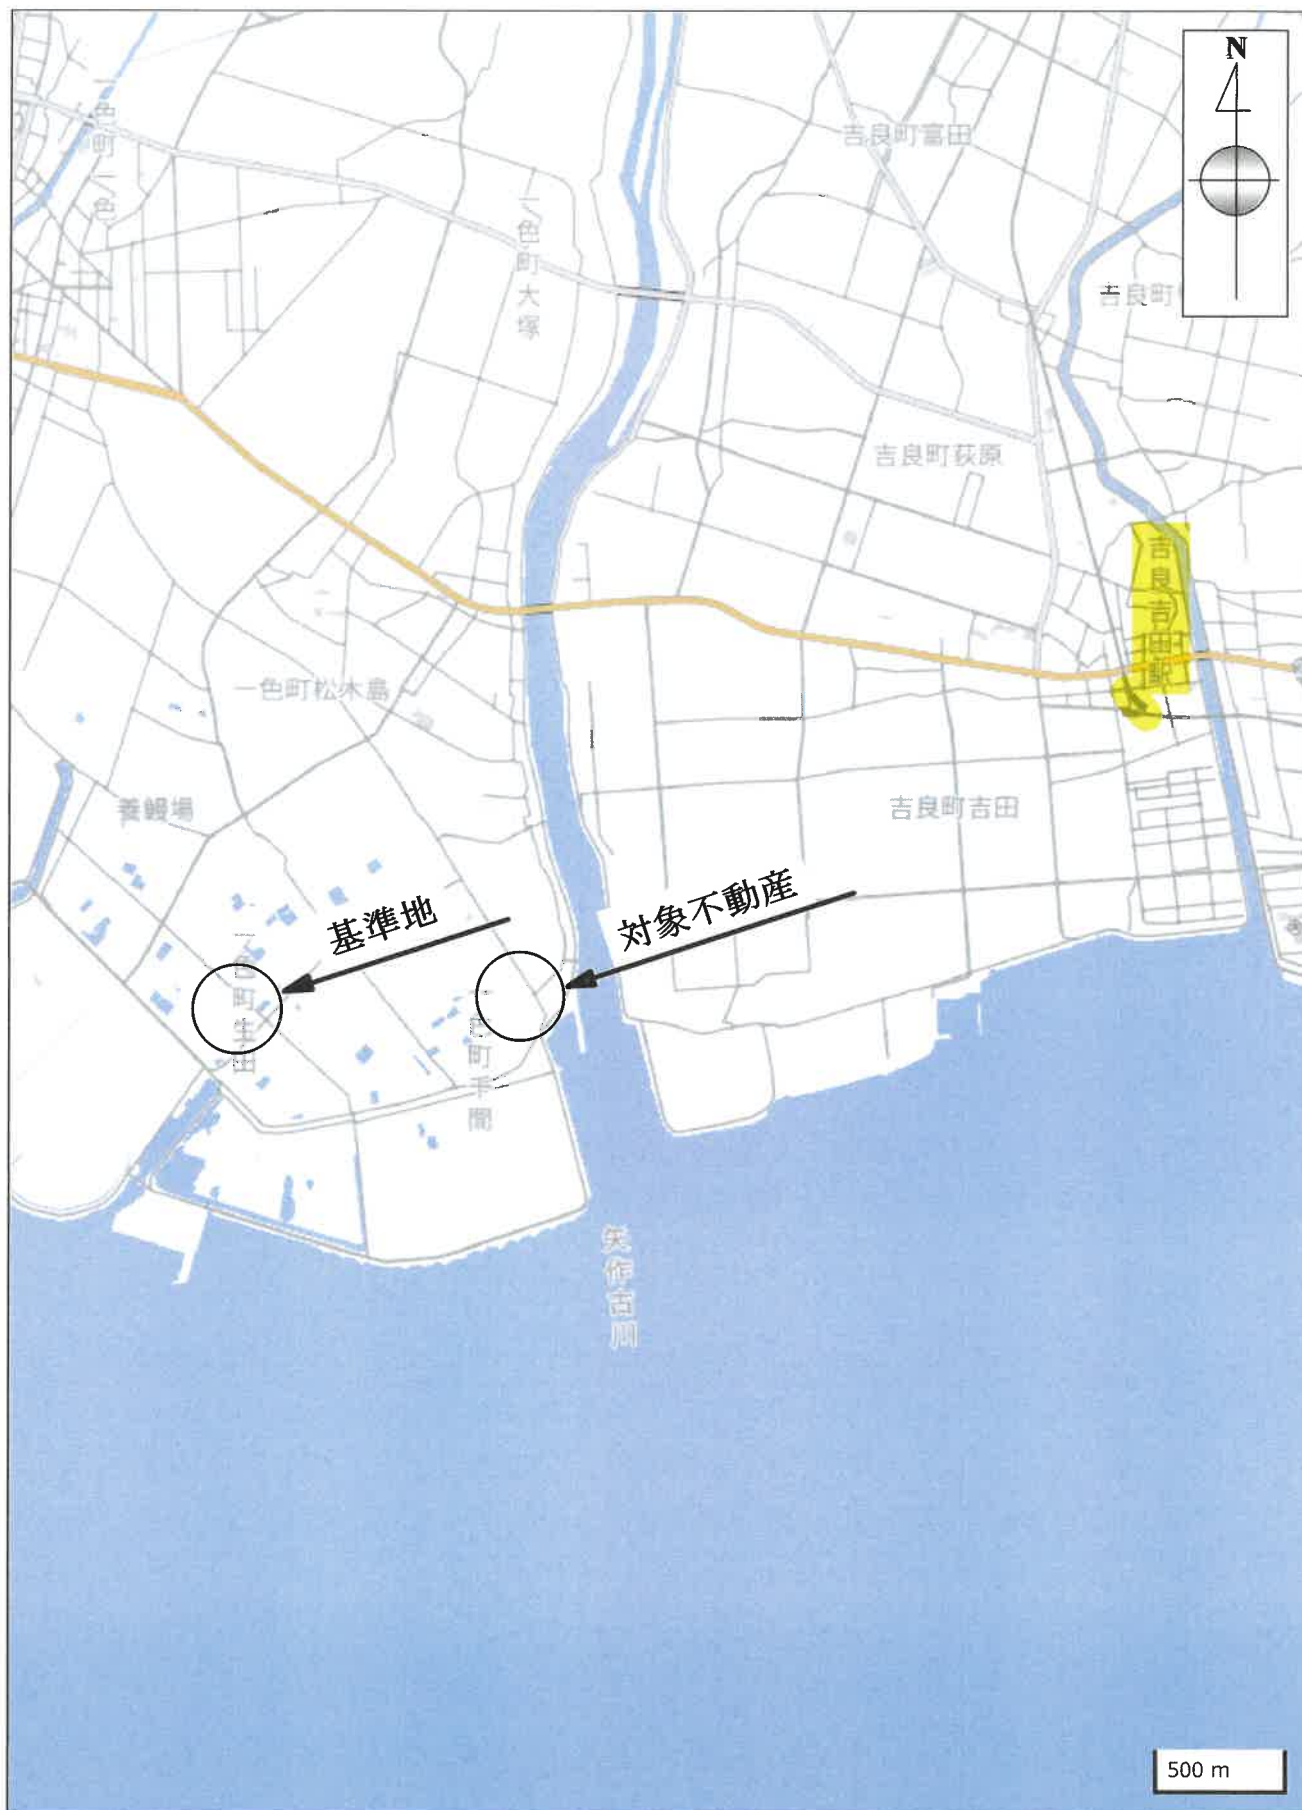 N
一色町一色
吉良町富田
一色町大塚
吉良町
吉良町荻原
吉良吉田駅
一色町松木島
養鰻場
吉良町吉田
基準地
対象不動産
一色町生田
一色町千間
矢作古川
500 m